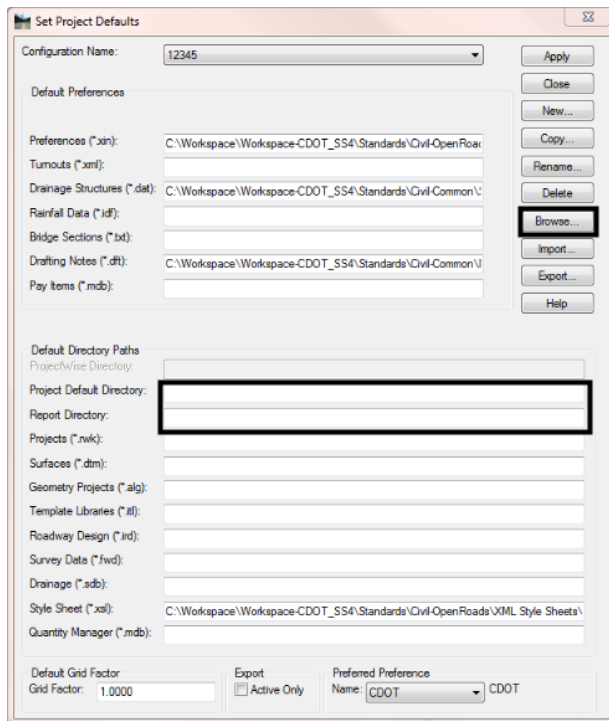 Set Project Defaults
Configuration Name: 12345
Apply
Close
New...
Copy...
Rename...
Delete
Browse...
Import...
Export...
Help
Default Preferences
Preferences (*.xin): C:\Workspace\Workspace-CDOT_SS4\Standards\Civil-OpenRoad
Turnouts (*.xml):
Drainage Structures (*.dat): C:\Workspace\Workspace-CDOT_SS4\Standards\Civil-Common\
Rainfall Data (*.idf):
Bridge Sections (*.txt):
Drafting Notes (*.dft): C:\Workspace\Workspace-CDOT_SS4\Standards\Civil-Common\
Pay Items (*.mdb):
Default Directory Paths
ProjectWise Directory
Project Default Directory:
Report Directory:
Projects (*.rwk):
Surfaces (*.dtm):
Geometry Projects (*.alg):
Template Libraries (*.itl):
Roadway Design (*.ird):
Survey Data (*.fwd):
Drainage (*.sdb):
Style Sheet (*.xsl): C:\Workspace\Workspace-CDOT_SS4\Standards\Civil-OpenRoads\XML Style Sheets\
Quantity Manager (*.mdb):
Default Grid Factor
Grid Factor: 1.0000
Export
Active Only
Preferred Preference
Name: CDOT CDOT